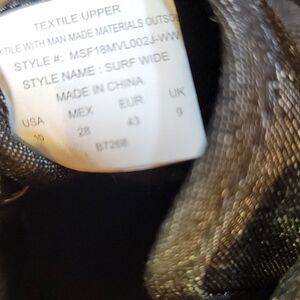 TEXTILE UPPER
TILE WITH MAN MADE MATERIALS OUTSO
STYLE #: MSF18MVL002J-WW
STYLE NAME : SURF WIDE
MADE IN CHINA
USA MEX EUR UK
10 28 43 9
B7268